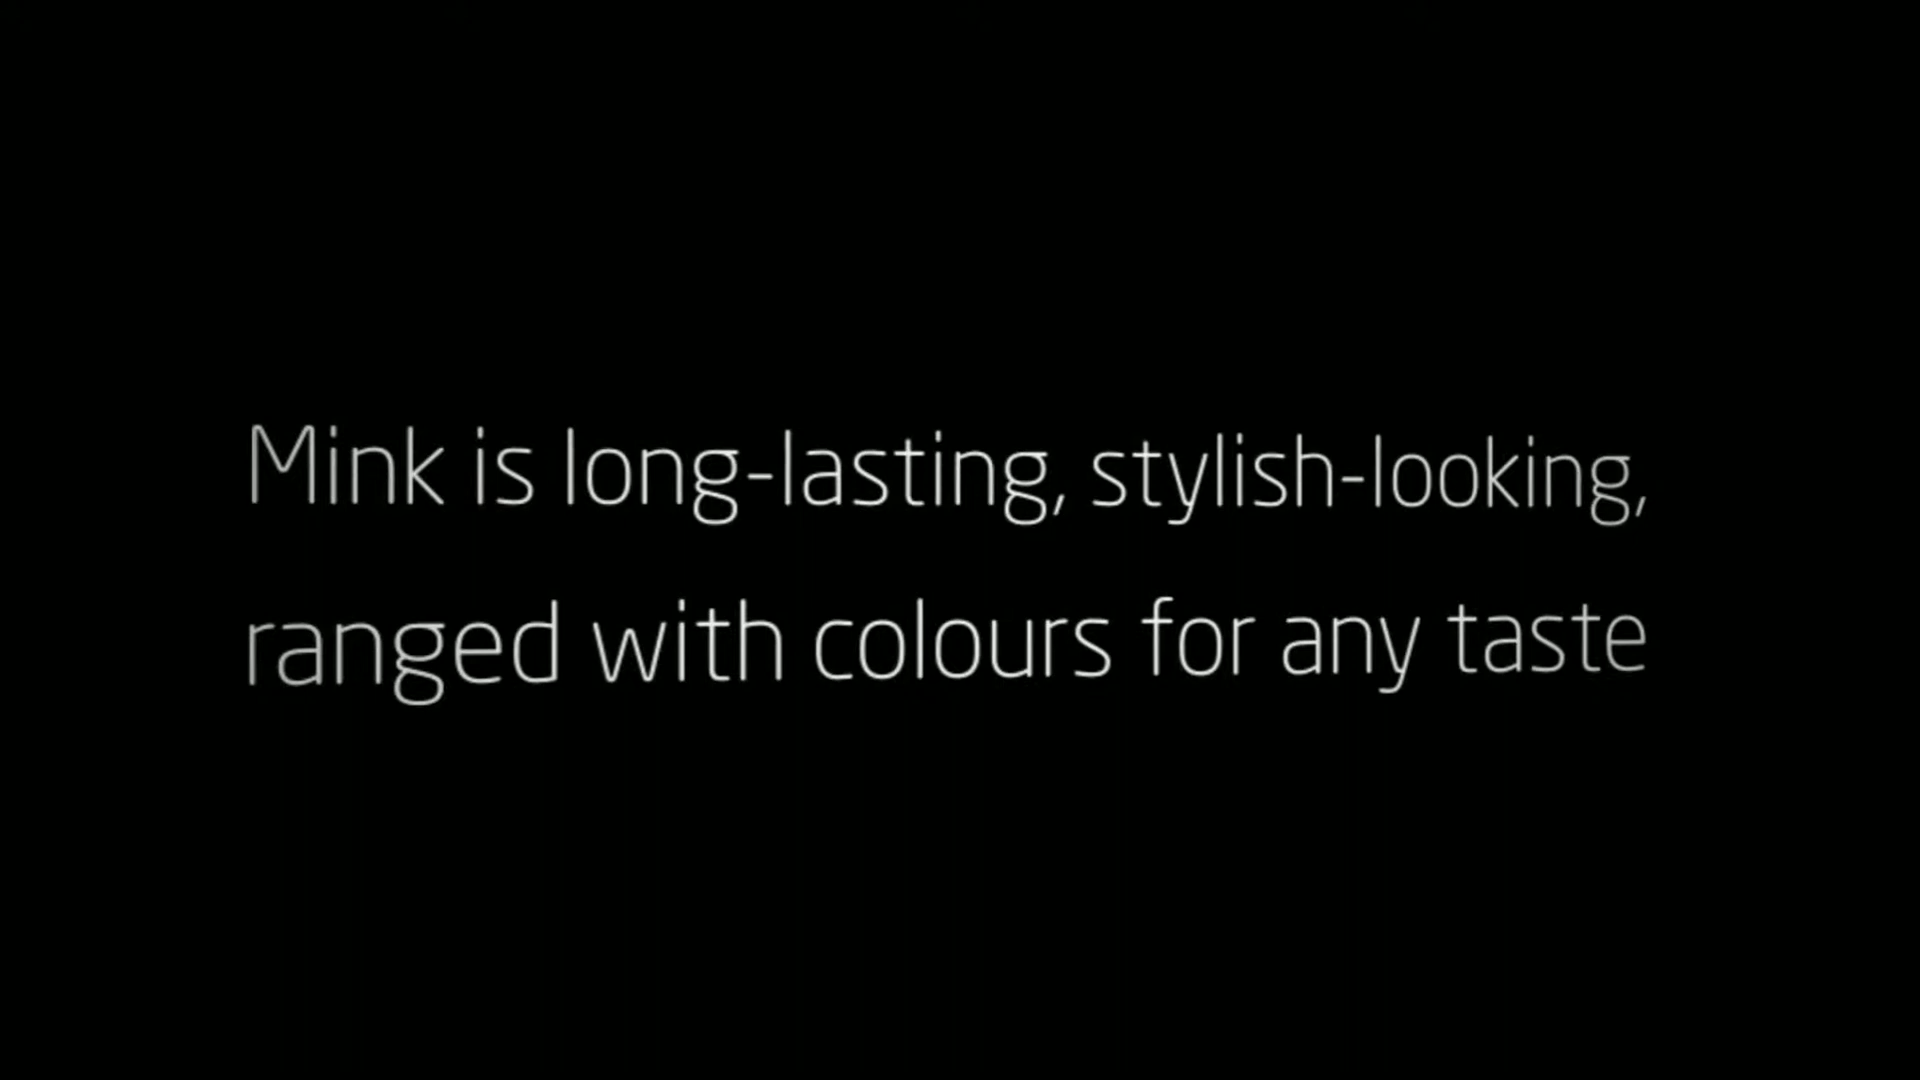 Mink is long-lasting, stylish-looking,
ranged with colours for any taste